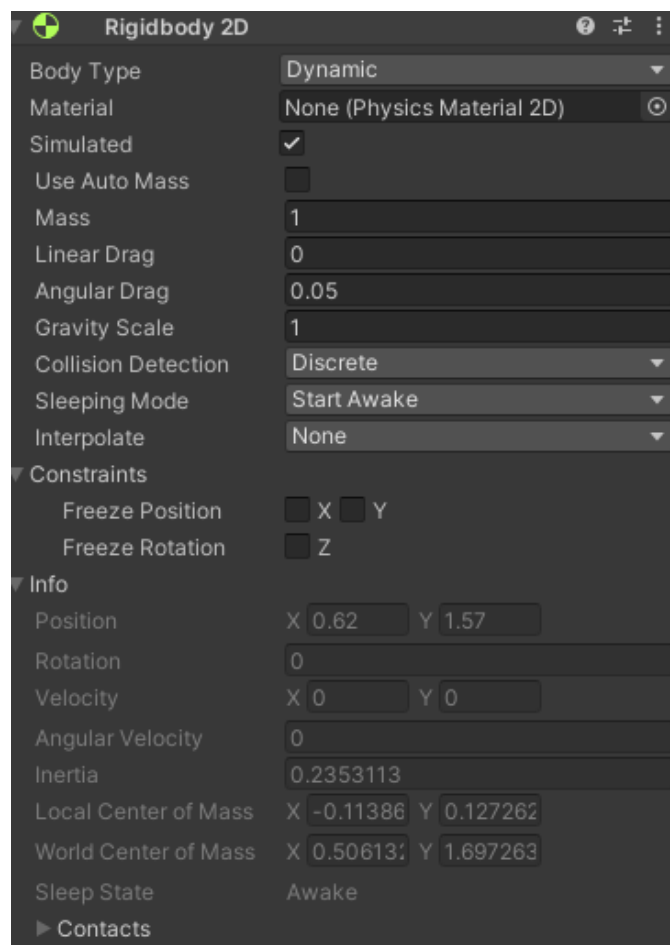 Rigidbody 2D
Body Type Dynamic
Material None (Physics Material 2D)
Simulated
Use Auto Mass
Mass 1
Linear Drag 0
Angular Drag 0.05
Gravity Scale 1
Collision Detection Discrete
Sleeping Mode Start Awake
Interpolate None
Constraints
Freeze Position X Y
Freeze Rotation Z
Info
Position X 0.62 Y 1.57
Rotation 0
Velocity X 0 Y 0
Angular Velocity 0
Inertia 0.2353113
Local Center of Mass X -0.11386 Y 0.127262
World Center of Mass X 0.506132 Y 1.697263
Sleep State Awake
Contacts